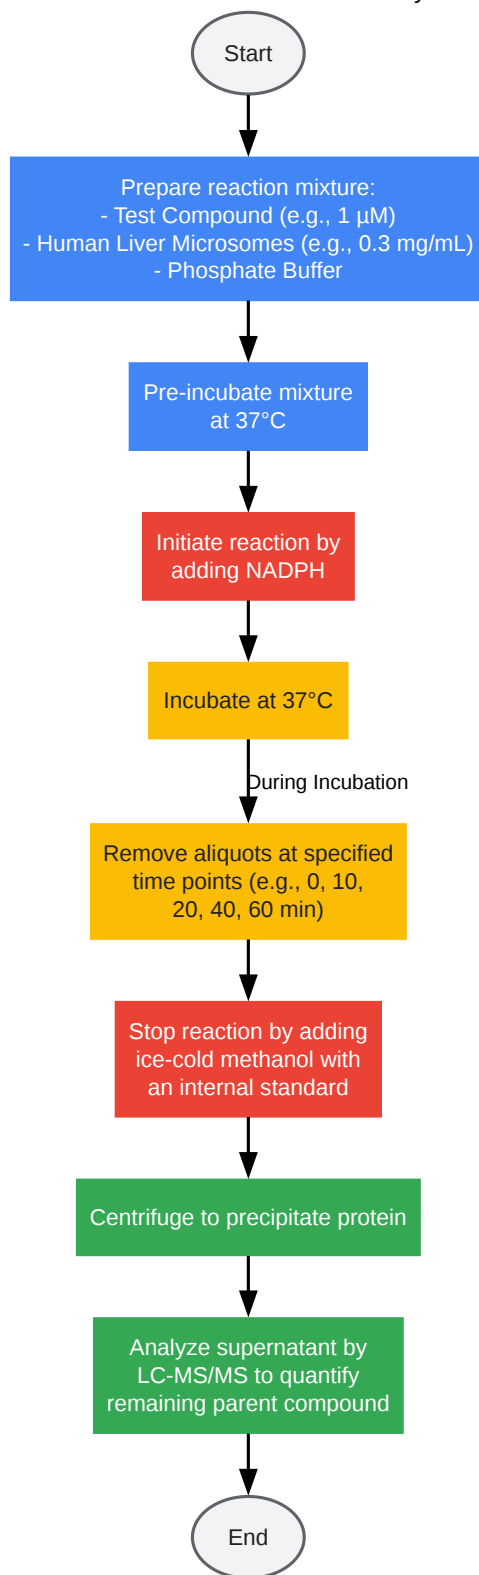 Start
Prepare reaction mixture:
- Test Compound (e.g., 1 µM)
- Human Liver Microsomes (e.g., 0.3 mg/mL)
- Phosphate Buffer
Pre-incubate mixture
at 37°C
Initiate reaction by
adding NADPH
Incubate at 37°C
During Incubation
Remove aliquots at specified
time points (e.g., 0, 10,
20, 40, 60 min)
Stop reaction by adding
ice-cold methanol with
an internal standard
Centrifuge to precipitate protein
Analyze supernatant by
LC-MS/MS to quantify
remaining parent compound
End